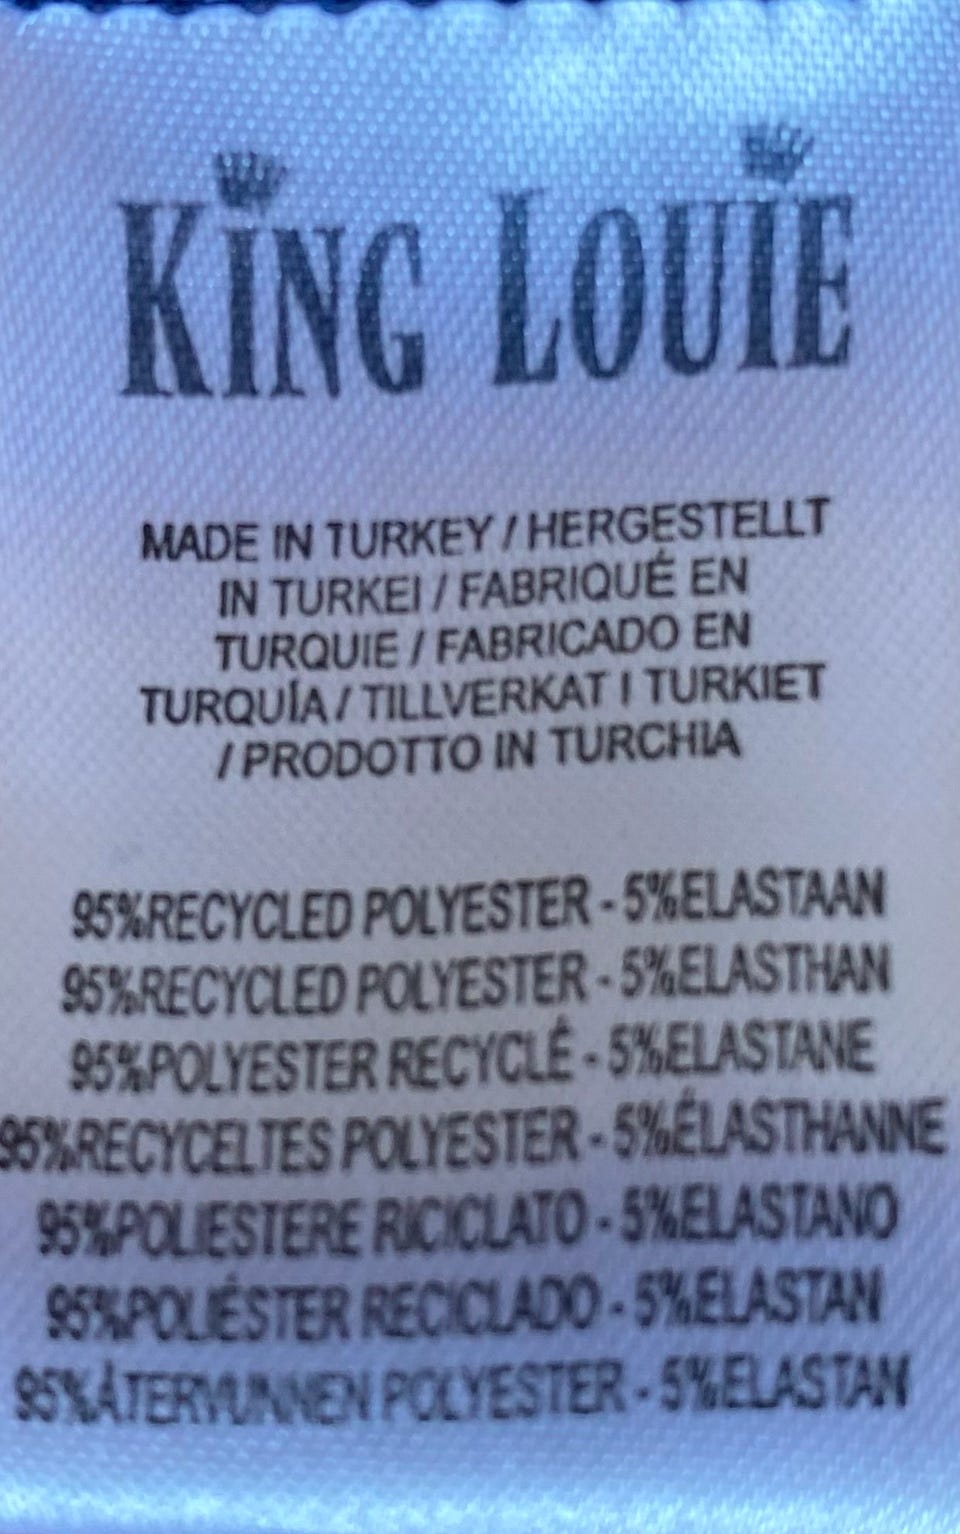 KING LOUIE
MADE IN TURKEY / HERGESTELLT
IN TURKEI / FABRIQUÉ EN
TURQUIE / FABRICADO EN
TURQUÍA / TILLVERKAT I TURKIET
/ PRODOTTO IN TURCHIA
95%RECYCLED POLYESTER - 5%ELASTAAN
95%RECYCLED POLYESTER - 5%ELASTHAN
95%POLYESTER RECYCLÉ - 5%ELASTANE
95%RECYCELTES POLYESTER - 5%ÉLASTHANNE
95%POLIESTERE RICICLATO - 5%ELASTANO
95%POLIÉSTER RECICLADO - 5%ELASTAN
95%ÅTERVUNNEN POLYESTER - 5%ELASTAN